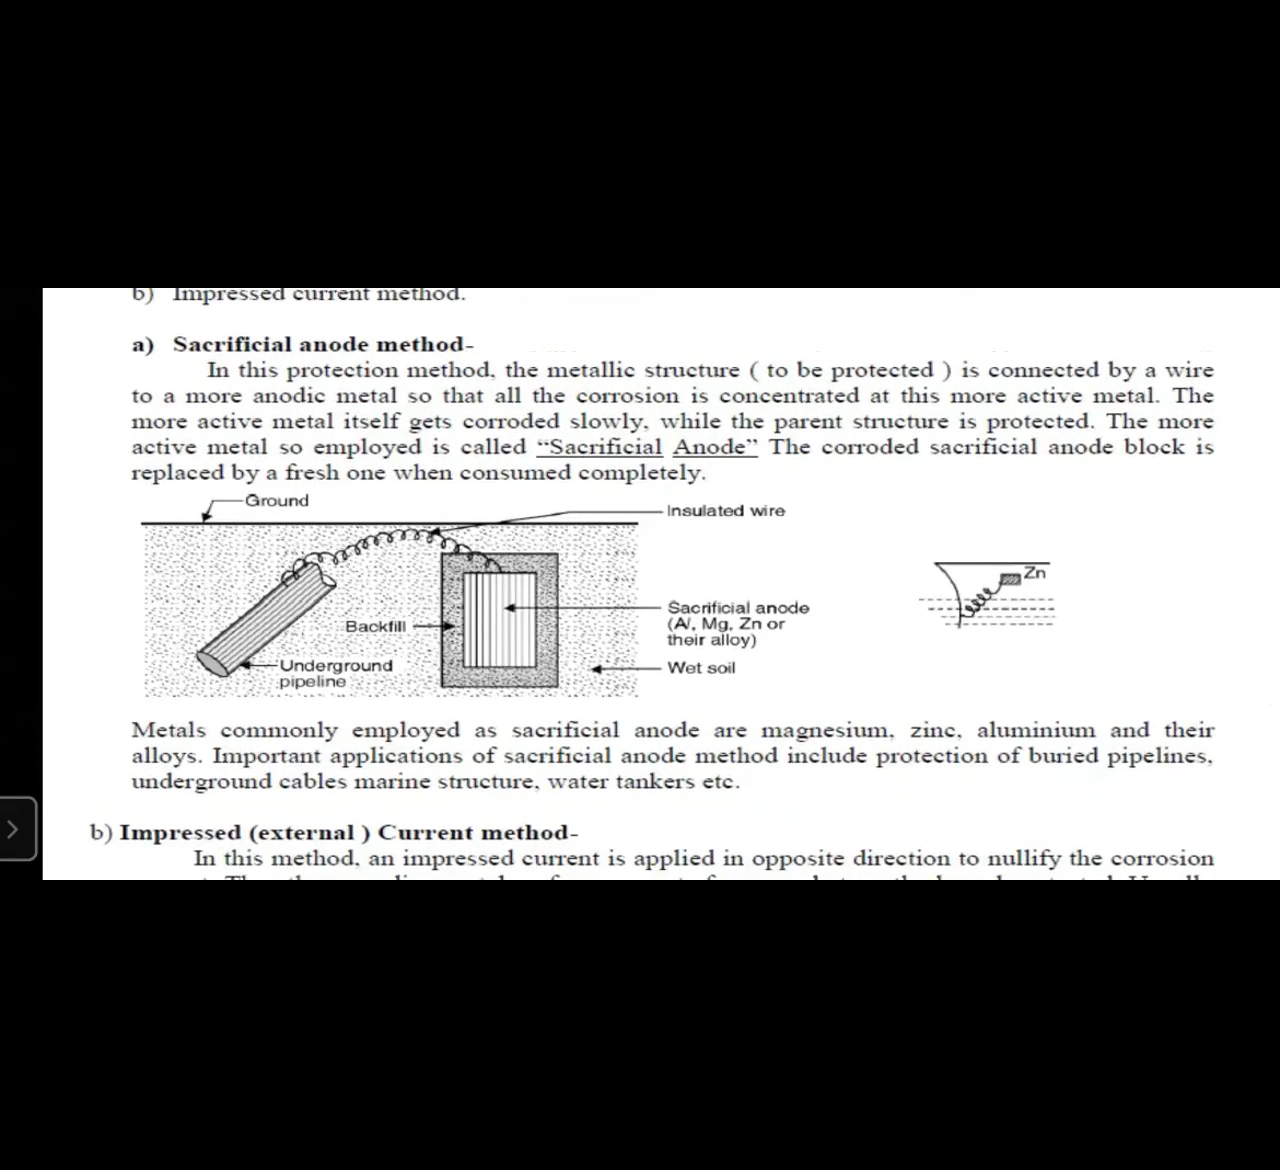 b) Impressed current method.
a) Sacrificial anode method-
In this protection method, the metallic structure ( to be protected ) is connected by a wire
to a more anodic metal so that all the corrosion is concentrated at this more active metal. The
more active metal itself gets corroded slowly, while the parent structure is protected. The more
active metal so employed is called “Sacrificial Anode” The corroded sacrificial anode block is
replaced by a fresh one when consumed completely.
Ground
Insulated wire
Zn
Sacrificial anode
(Al, Mg, Zn or
their alloy)
Backfill
Underground
pipeline
Wet soil
Metals commonly employed as sacrificial anode are magnesium, zinc, aluminium and their
alloys. Important applications of sacrificial anode method include protection of buried pipelines,
underground cables marine structure, water tankers etc.
b) Impressed (external ) Current method-
In this method, an impressed current is applied in opposite direction to nullify the corrosion